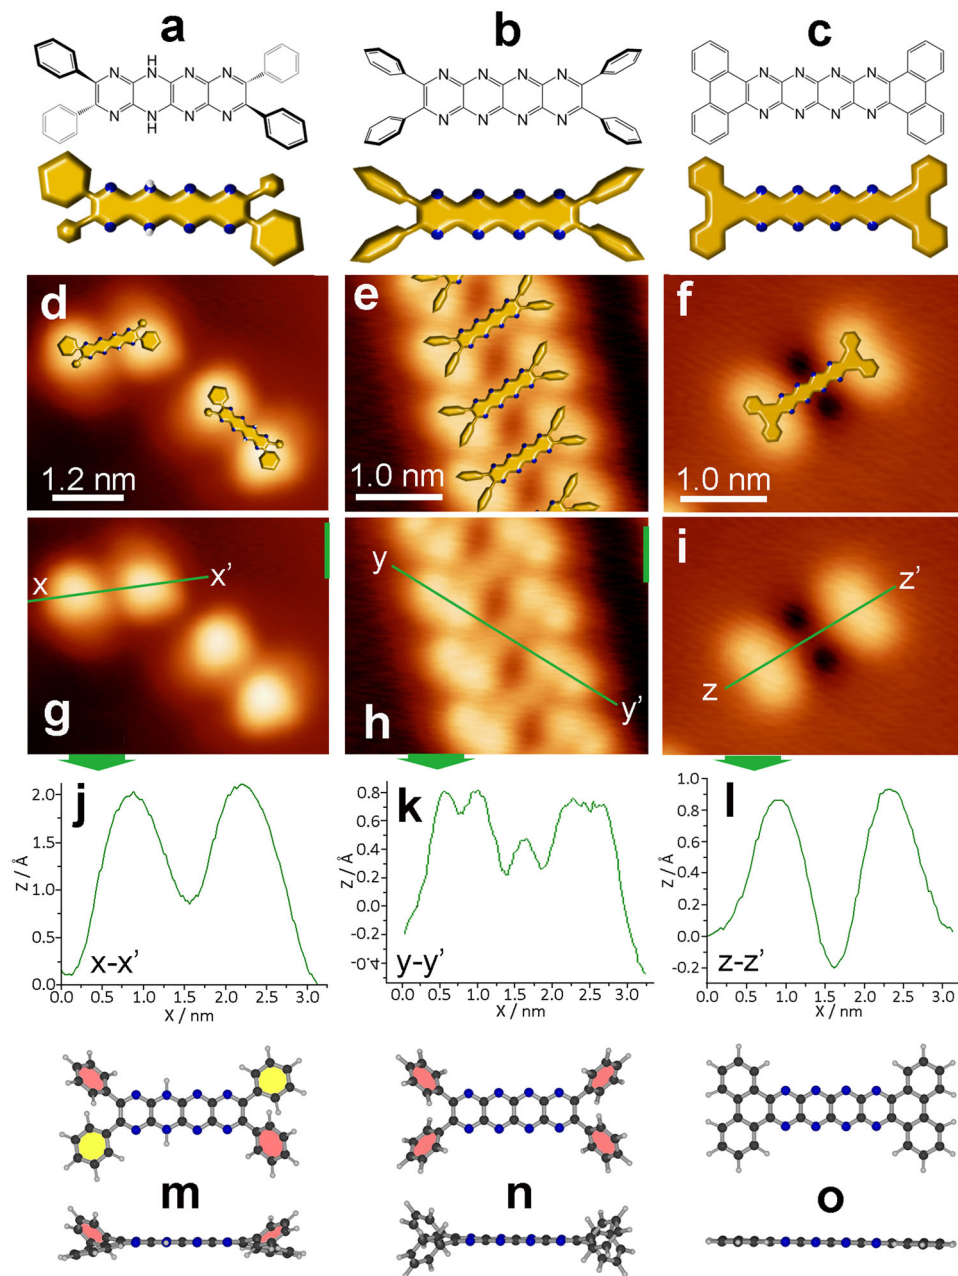 a b c
H
N N N N
N N N N
H
N N N N
N N N N
N N N N
N N N N
d e f
1.2 nm 1.0 nm 1.0 nm
x x' y y' z z'
g h i
j k l
Z / Å
2.0
1.5
1.0
0.5
0.0
x-x'
0.0 0.5 1.0 1.5 2.0 2.5 3.0
X / nm
Z / Å
0.8
0.6
0.4
0.2
0.0
-0.2
-0.4
y-y'
0.0 0.5 1.0 1.5 2.0 2.5 3.0
X / nm
Z / Å
1.0
0.8
0.6
0.4
0.2
0.0
-0.2
z-z'
0.0 0.5 1.0 1.5 2.0 2.5 3.0
X / nm
m n o